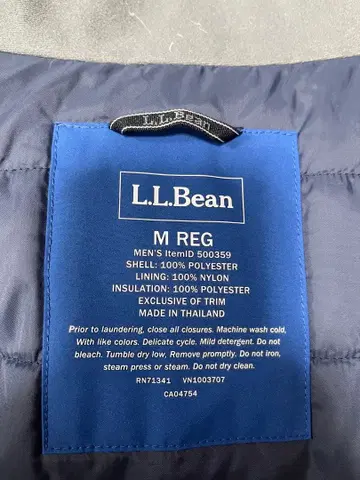 L.L.Bean
L.L.Bean
M REG
MEN'S ItemID 500359
SHELL: 100% POLYESTER
LINING: 100% NYLON
INSULATION: 100% POLYESTER
EXCLUSIVE OF TRIM
MADE IN THAILAND
Prior to laundering, close all closures. Machine wash cold,
With like colors. Delicate cycle. Mild detergent. Do not
bleach. Tumble dry low. Remove promptly. Do not iron,
steam press or steam. Do not dry clean.
RN71341 VN1003707
CA04754